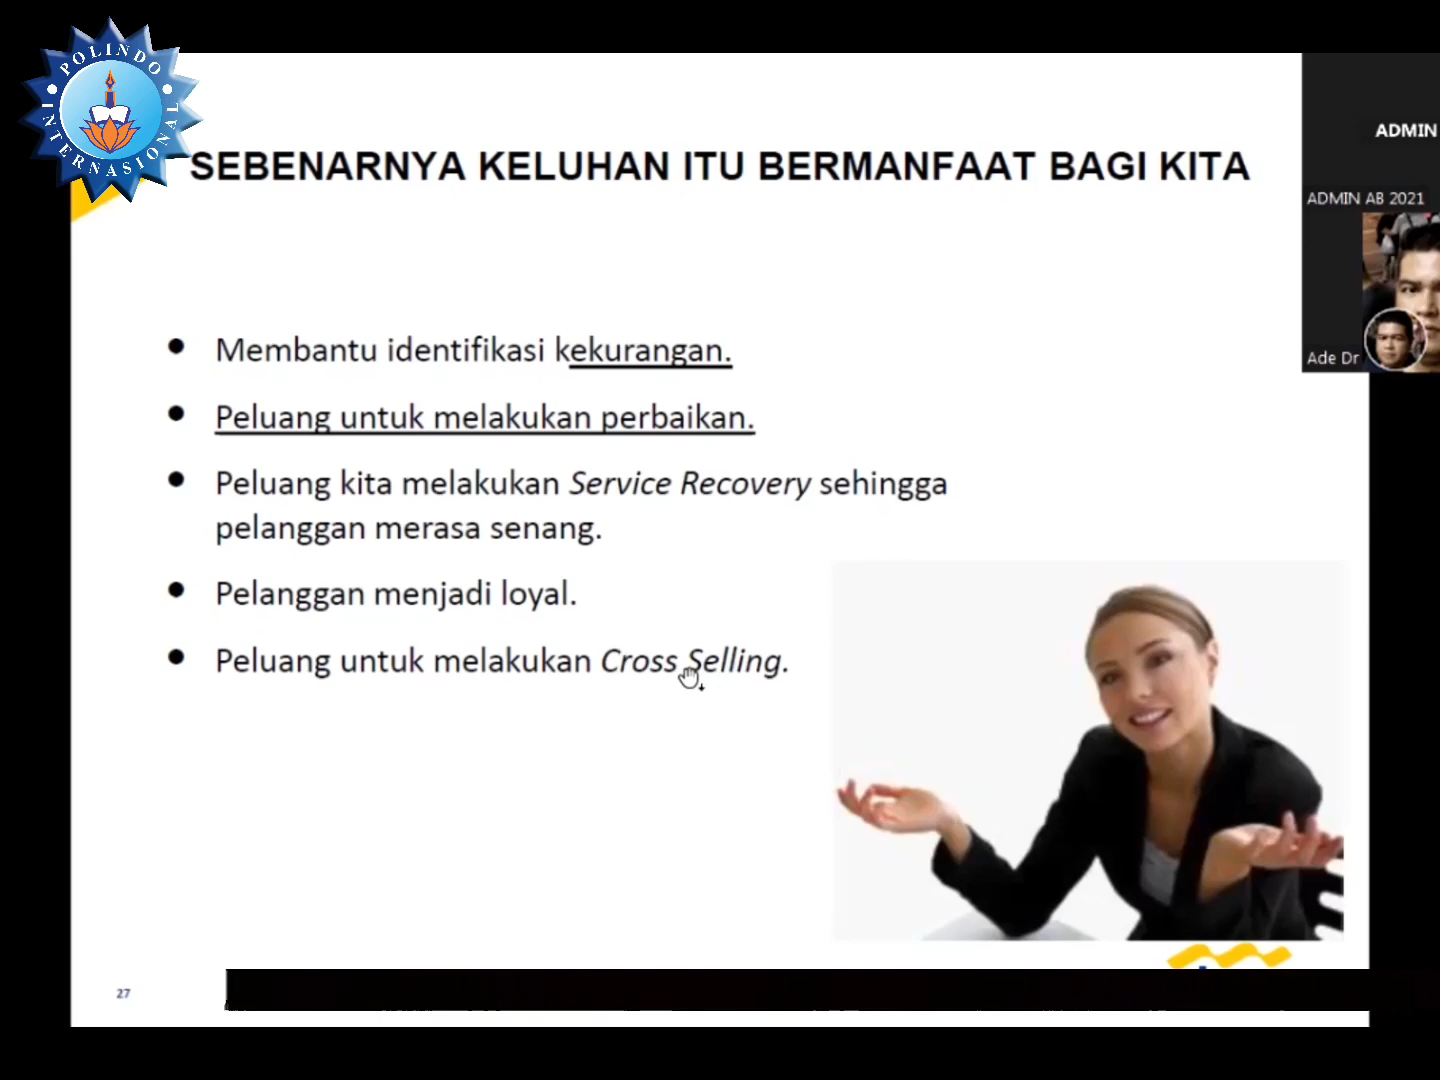 POLINDO
INTERNASIONAL
SEBENARNYA KELUHAN ITU BERMANFAAT BAGI KITA
ADMIN
ADMIN AB 2021
Ade Dr
• Membantu identifikasi kekurangan.
• Peluang untuk melakukan perbaikan.
• Peluang kita melakukan Service Recovery sehingga
pelanggan merasa senang.
• Pelanggan menjadi loyal.
• Peluang untuk melakukan Cross Selling.
27